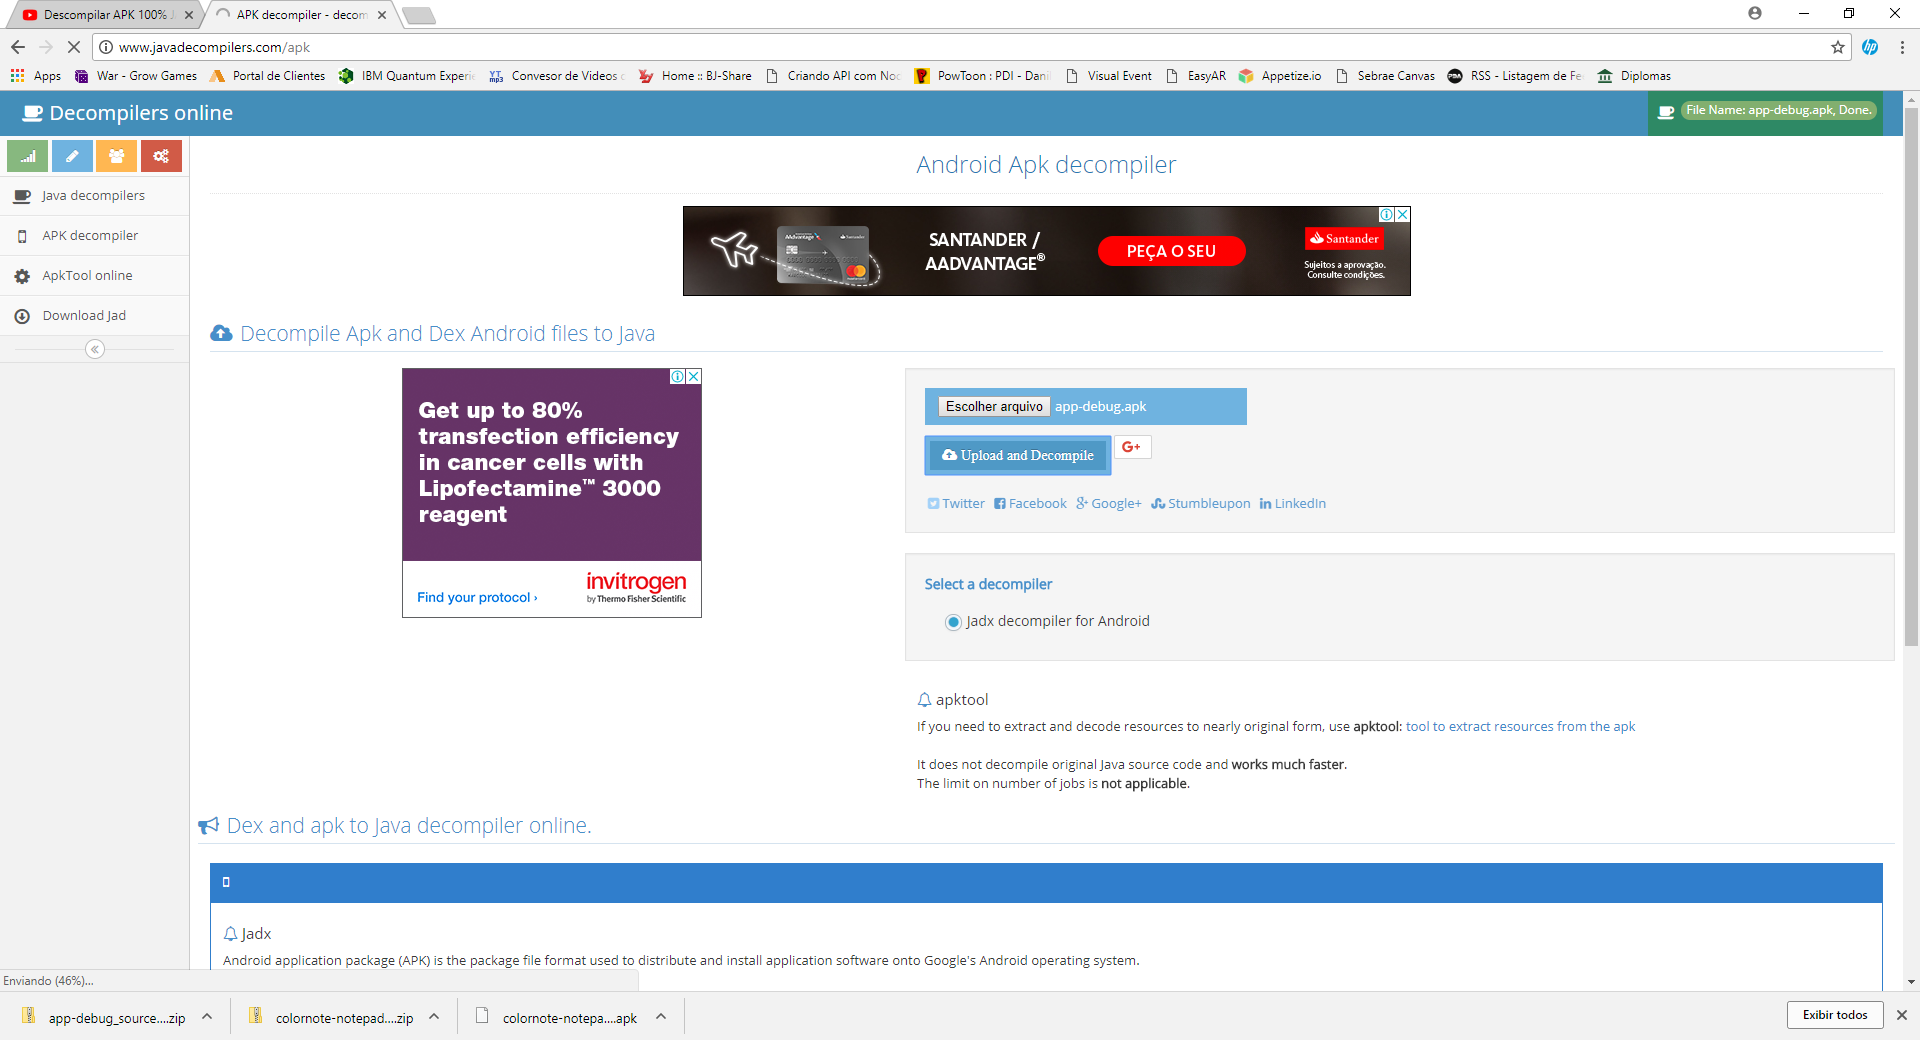 Descompilar APK 100%
APK decompiler - decom
www.javadecompilers.com/apk
Apps
War - Grow Games
Portal de Clientes
IBM Quantum Experie
Convesor de Videos
Home :: BJ-Share
Criando API com Noc
PowToon : PDI - Dani
Visual Event
EasyAR
Appetize.io
Sebrae Canvas
RSS - Listagem de Fe
Diplomas
Decompilers online
File Name: app-debug.apk, Done.
Java decompilers
APK decompiler
ApkTool online
Download Jad
Android Apk decompiler
SANTANDER /
AADVANTAGE®
PEÇA O SEU
Santander
Sujeitos a aprovação.
Consulte condições.
Decompile Apk and Dex Android files to Java
Get up to 80%
transfection efficiency
in cancer cells with
Lipofectamine™ 3000
reagent
Find your protocol ›
invitrogen
by Thermo Fisher Scientific
Escolher arquivo app-debug.apk
Upload and Decompile
G+
Twitter Facebook Google+ Stumbleupon LinkedIn
Select a decompiler
Jadx decompiler for Android
apktool
If you need to extract and decode resources to nearly original form, use apktool: tool to extract resources from the apk
It does not decompile original Java source code and works much faster.
The limit on number of jobs is not applicable.
Dex and apk to Java decompiler online.
Jadx
Android application package (APK) is the package file format used to distribute and install application software onto Google's Android operating system.
Enviando (46%)...
app-debug_source....zip
colornote-notepad....zip
colornote-notepa....apk
Exibir todos